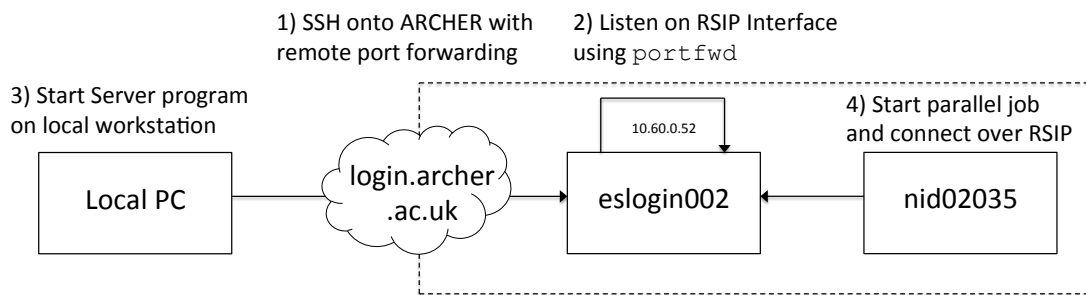 1) SSH onto ARCHER with
remote port forwarding
2) Listen on RSIP Interface
using portfwd
3) Start Server program
on local workstation
4) Start parallel job
and connect over RSIP
10.60.0.52
Local PC
login.archer
.ac.uk
eslogin002
nid02035